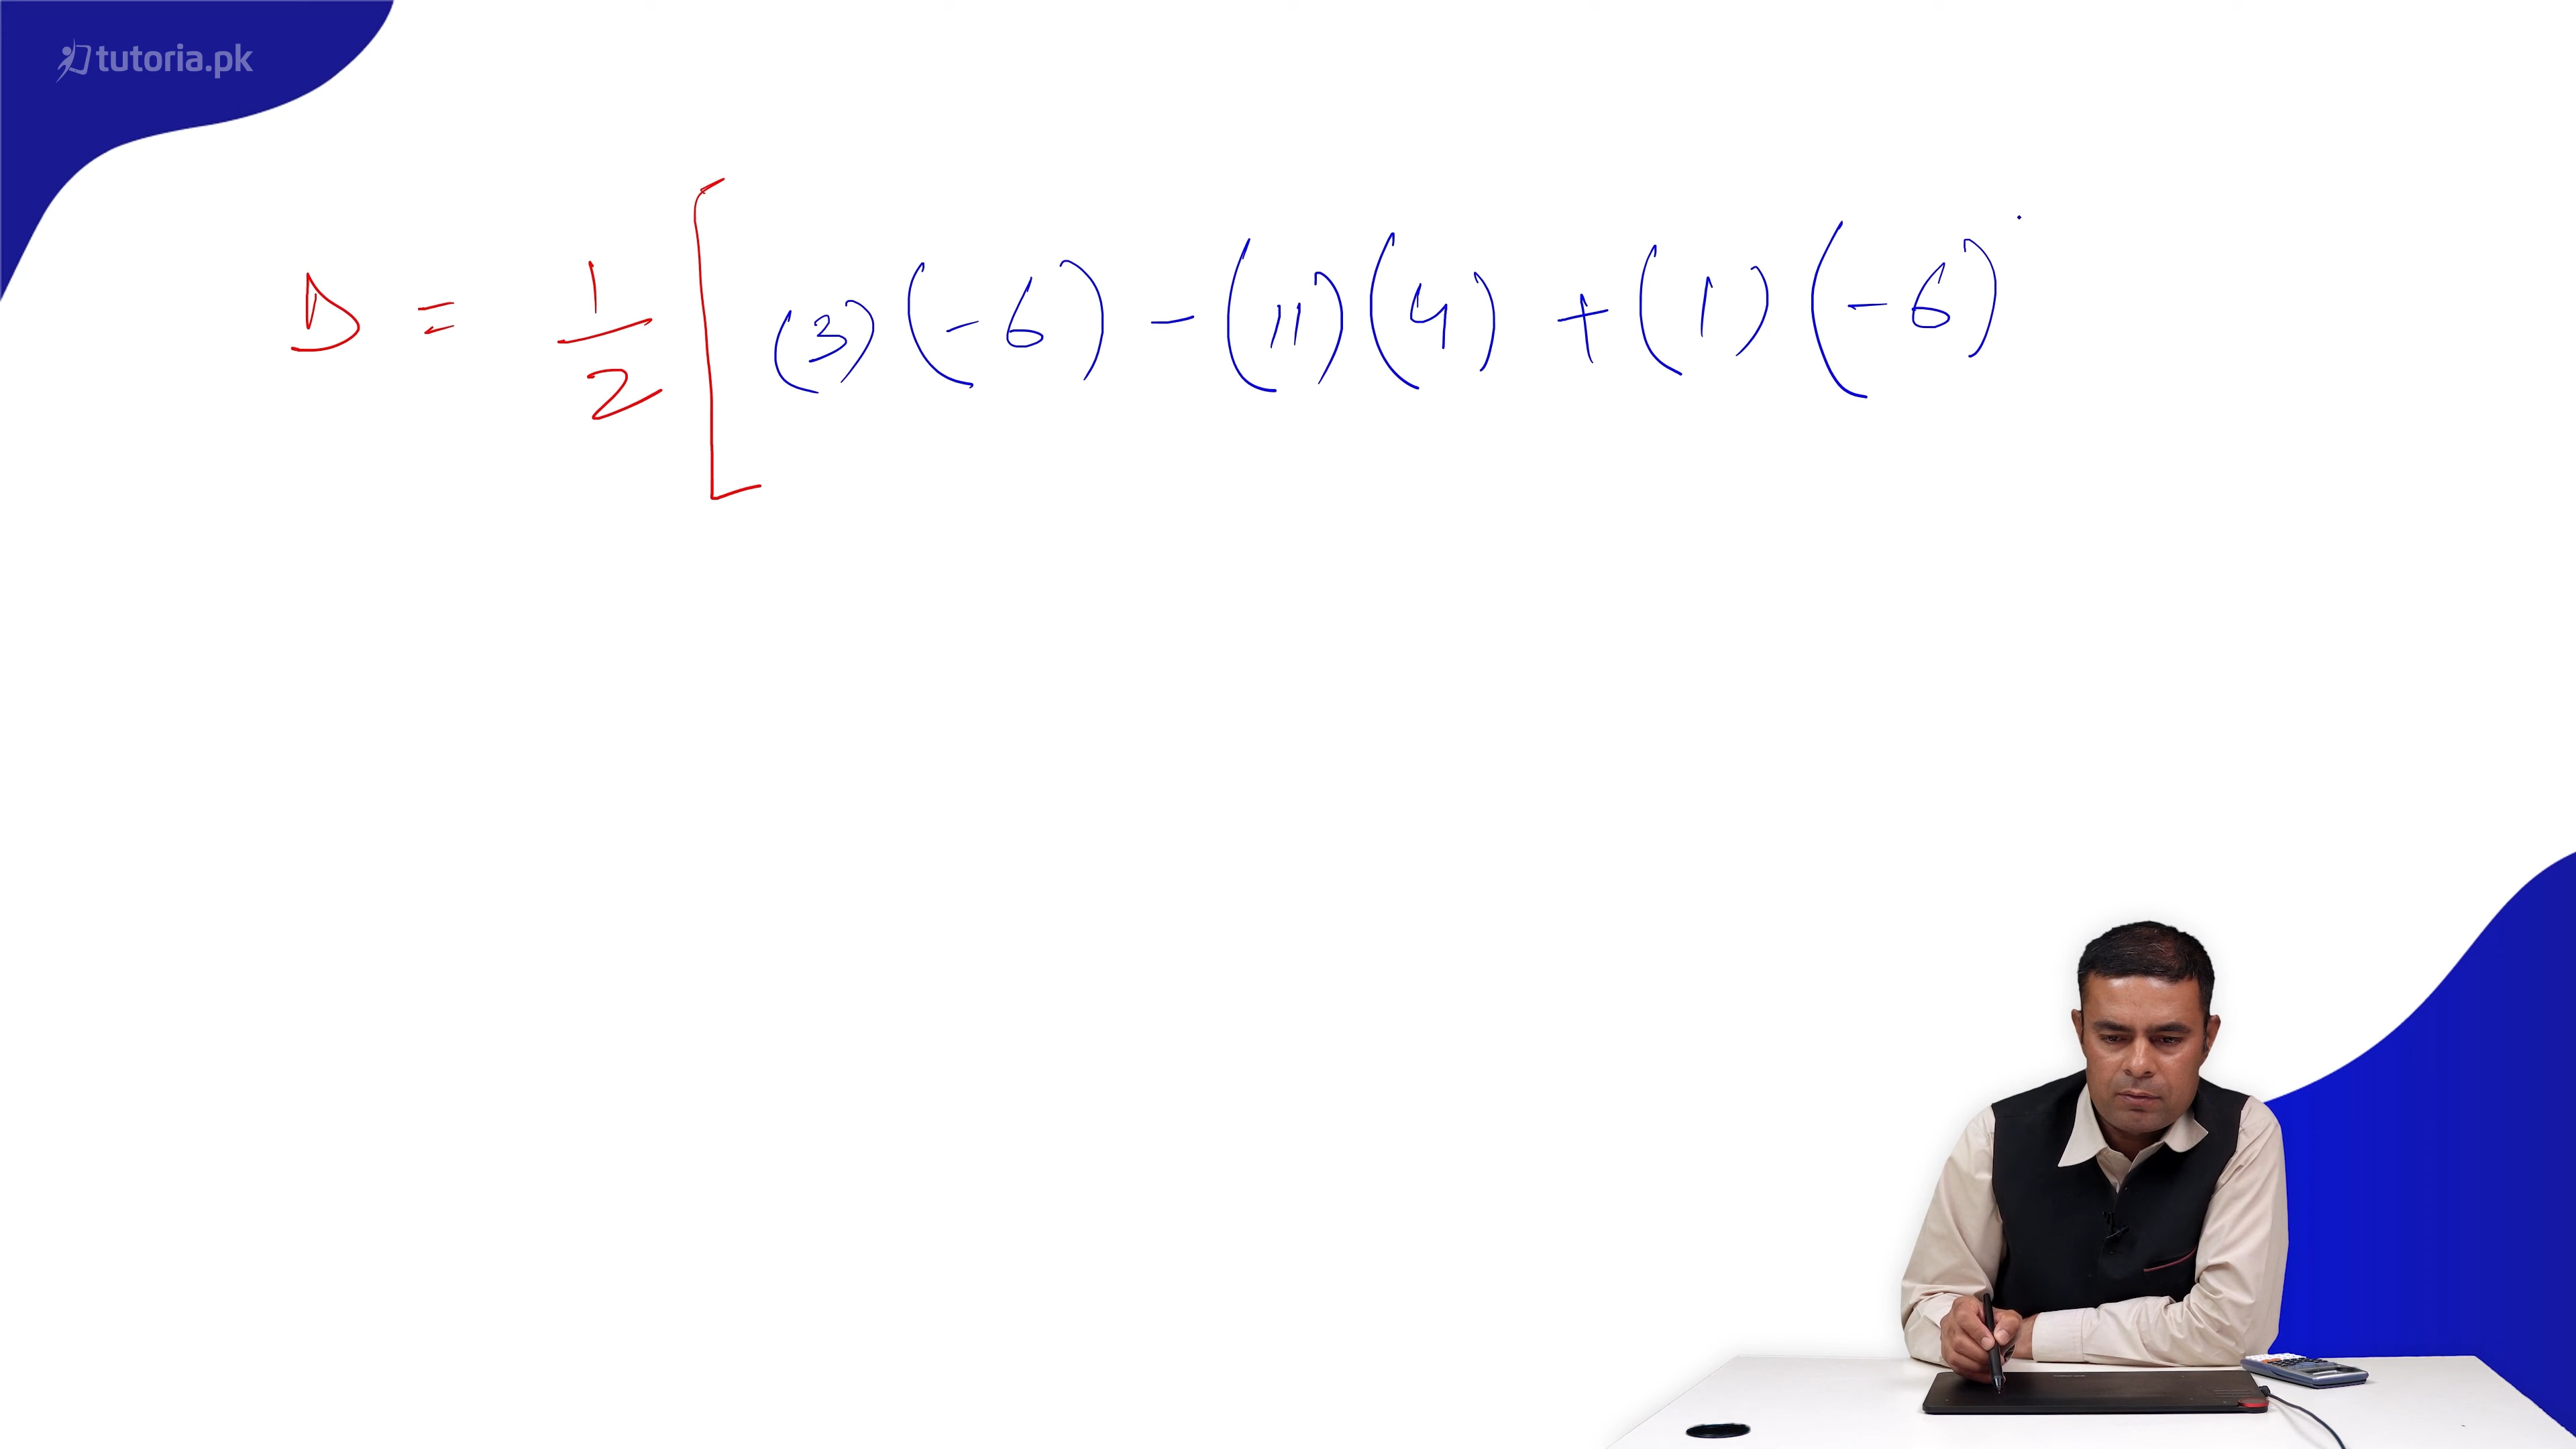 tutoria.pk
D = 1/2 [ (3)(-6) - (11)(4) + (1)(-6)